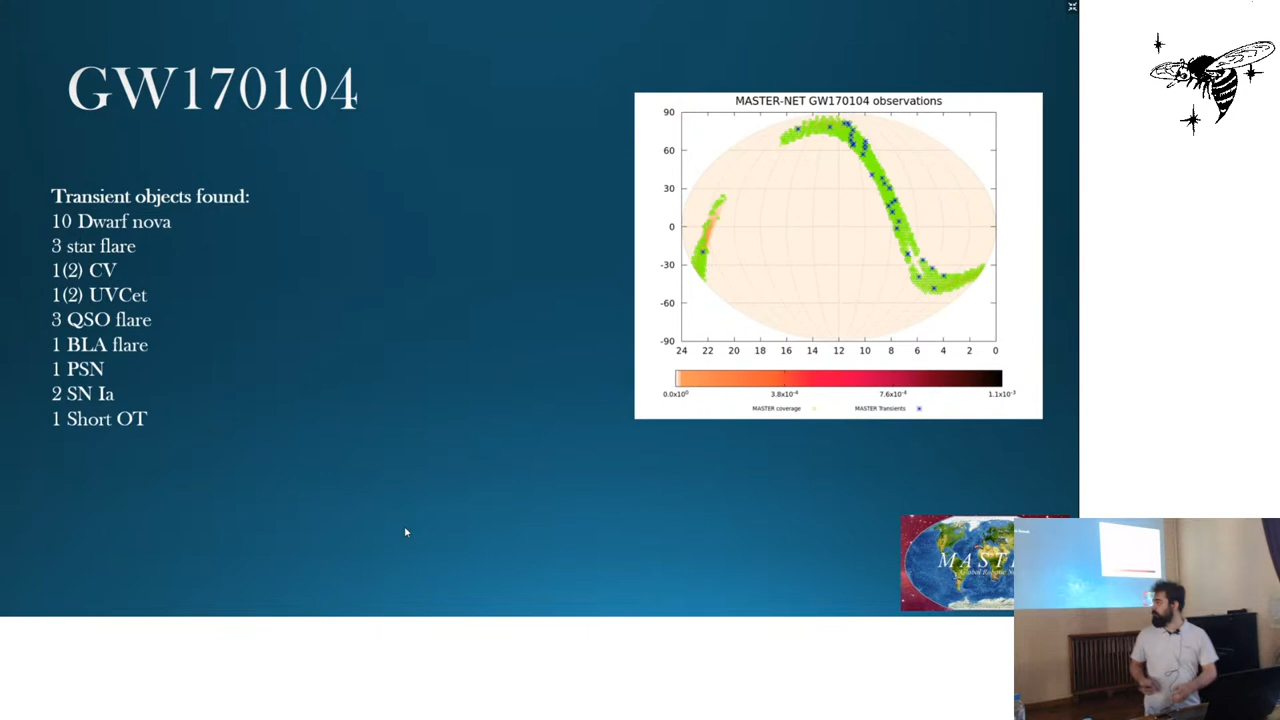 GW170104
Transient objects found:
10 Dwarf nova
3 star flare
1(2) CV
1(2) UVCet
3 QSO flare
1 BLA flare
1 PSN
2 SN Ia
1 Short OT
MASTER-NET GW170104 observations
90
60
30
0
-30
-60
-90
24 22 20 18 16 14 12 10 8 6 4 2 0
0.0x10⁰ 3.8x10⁻⁴ 7.6x10⁻⁴ 1.1x10⁻³
MASTER coverage MASTER Transients